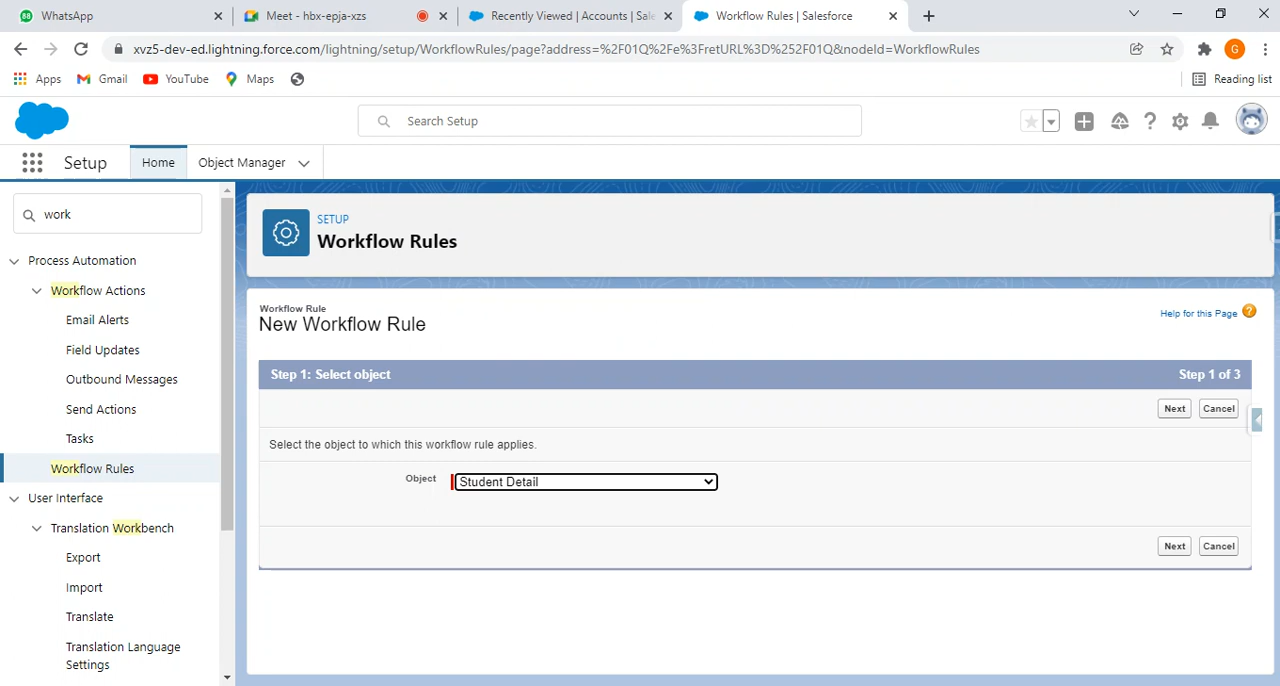 88 WhatsApp
Meet - hbx-epja-xzs
Recently Viewed | Accounts | Sale
Workflow Rules | Salesforce
xvz5-dev-ed.lightning.force.com/lightning/setup/WorkflowRules/page?address=%2F01Q%2Fe%3FretURL%3D%252F01Q&nodeId=WorkflowRules
G
Apps
Gmail
YouTube
Maps
Reading list
Search Setup
Setup
Home
Object Manager
work
Process Automation
Workflow Actions
Email Alerts
Field Updates
Outbound Messages
Send Actions
Tasks
Workflow Rules
User Interface
Translation Workbench
Export
Import
Translate
Translation Language
Settings
SETUP
Workflow Rules
Workflow Rule
New Workflow Rule
Help for this Page ?
Step 1: Select object
Step 1 of 3
Next Cancel
Select the object to which this workflow rule applies.
Object
Student Detail
Next Cancel